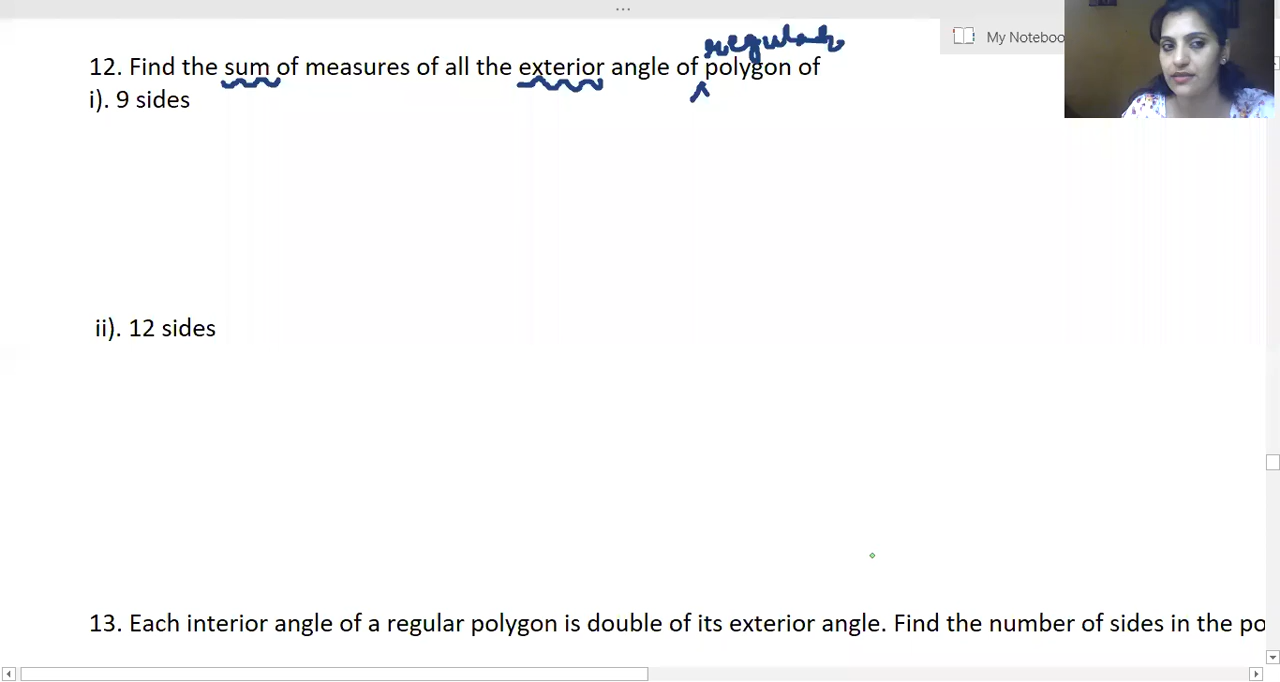 ...
My Noteboo
regular
12. Find the sum of measures of all the exterior angle of polygon of
i). 9 sides
ii). 12 sides
13. Each interior angle of a regular polygon is double of its exterior angle. Find the number of sides in the po